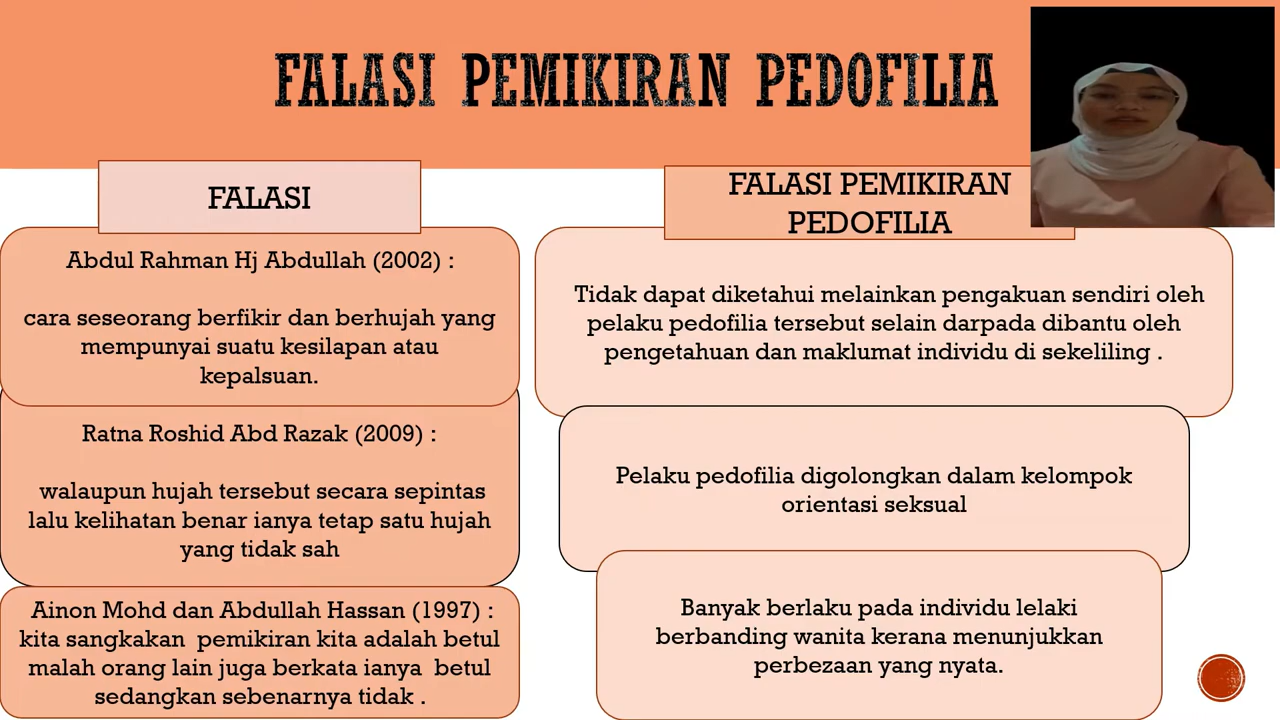 FALASI PEMIKIRAN PEDOFILIA
FALASI
Abdul Rahman Hj Abdullah (2002) :
cara seseorang berfikir dan berhujah yang
mempunyai suatu kesilapan atau
kepalsuan.
Ratna Roshid Abd Razak (2009) :
walaupun hujah tersebut secara sepintas
lalu kelihatan benar ianya tetap satu hujah
yang tidak sah
Ainon Mohd dan Abdullah Hassan (1997) :
kita sangkakan pemikiran kita adalah betul
malah orang lain juga berkata ianya betul
sedangkan sebenarnya tidak .
FALASI PEMIKIRAN
PEDOFILIA
Tidak dapat diketahui melainkan pengakuan sendiri oleh
pelaku pedofilia tersebut selain darpada dibantu oleh
pengetahuan dan maklumat individu di sekeliling .
Pelaku pedofilia digolongkan dalam kelompok
orientasi seksual
Banyak berlaku pada individu lelaki
berbanding wanita kerana menunjukkan
perbezaan yang nyata.